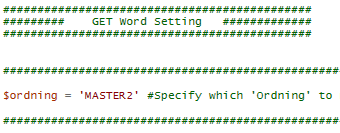 ############################################
#########    GET Word Setting    #############
############################################
################################################
$ordning = 'MASTER2' #Specify which 'Ordning' to
################################################